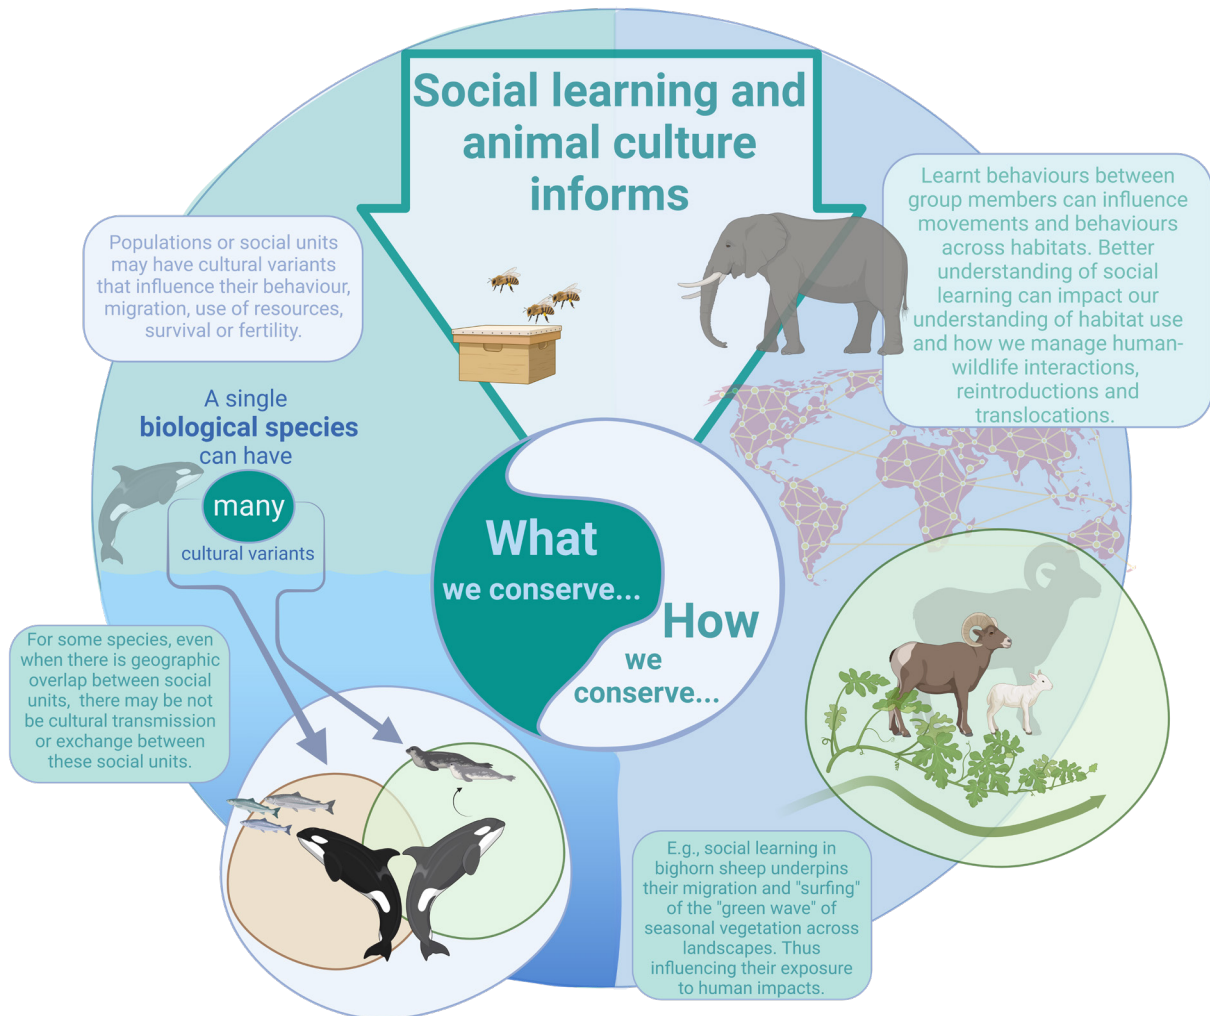 Social learning and
animal culture
informs
Populations or social units
may have cultural variants
that influence their behaviour,
migration, use of resources,
survival or fertility.
Learnt behaviours between
group members can influence
movements and behaviours
across habitats. Better
understanding of social
learning can impact our
understanding of habitat use
and how we manage human-
wildlife interactions,
reintroductions and
translocations.
A single
biological species
can have
many
cultural variants
What
we conserve...
How
we
conserve...
For some species, even
when there is geographic
overlap between social
units, there may be not
be cultural transmission
or exchange between
these social units.
E.g., social learning in
bighorn sheep underpins
their migration and "surfing"
of the "green wave" of
seasonal vegetation across
landscapes. Thus
influencing their exposure
to human impacts.